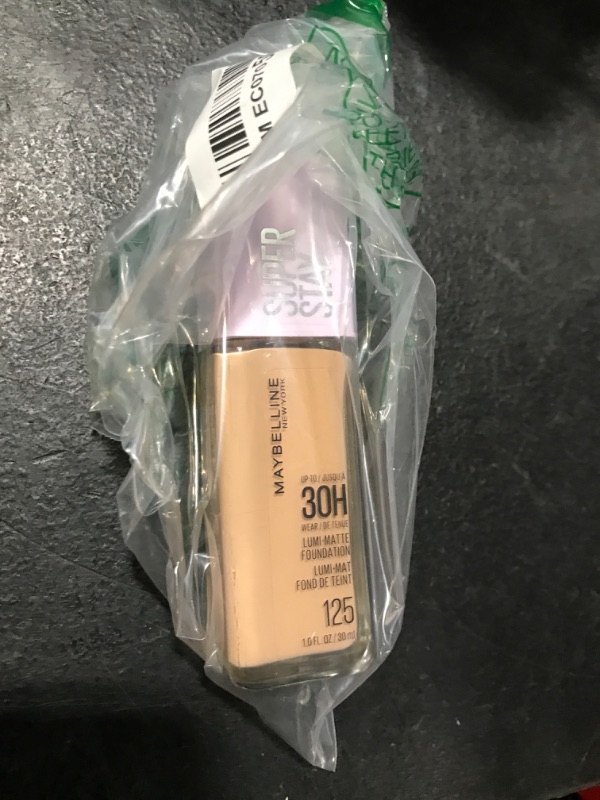 M EC070F
SUPER
STAY
MAYBELLINE
NEW YORK
UP TO / JUSQU'À
30H
WEAR / DE TENUE
LUMI-MATTE
FOUNDATION
LUMI-MAT
FOND DE TEINT
125
1.0 FL. OZ / 30 ml